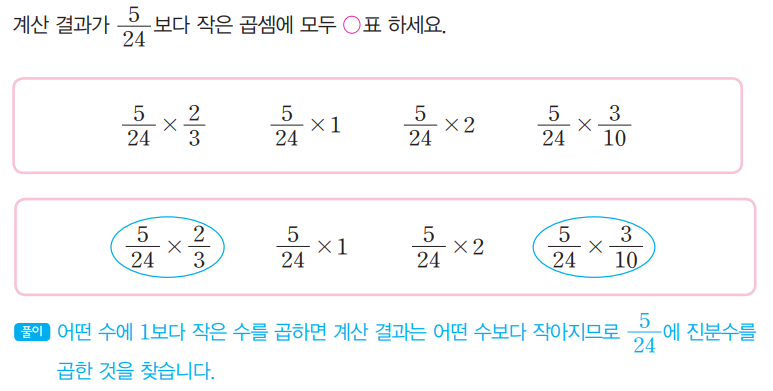 계산 결과가 5/24보다 작은 곱셈에 모두 ○표 하세요.
5/24 × 2/3 5/24 × 1 5/24 × 2 5/24 × 3/10
5/24 × 2/3 5/24 × 1 5/24 × 2 5/24 × 3/10
풀이 어떤 수에 1보다 작은 수를 곱하면 계산 결과는 어떤 수보다 작아지므로 5/24에 진분수를
곱한 것을 찾습니다.